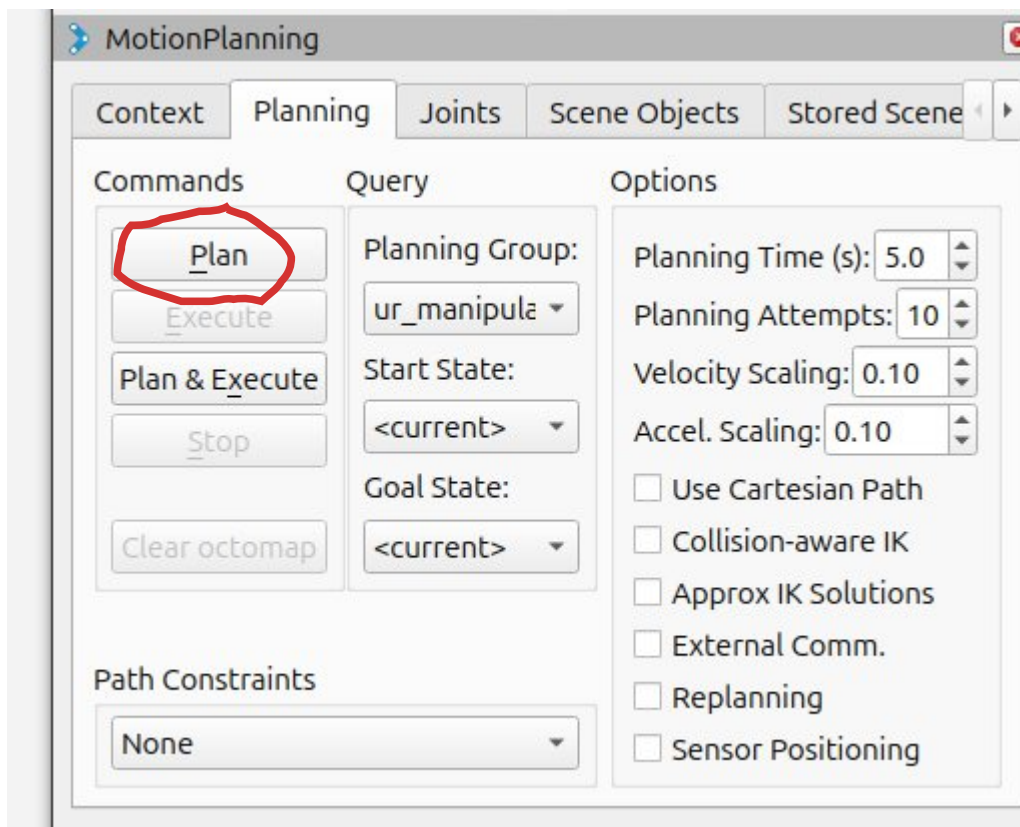 MotionPlanning
Context Planning Joints Scene Objects Stored Scene
Commands
Plan
Execute
Plan & Execute
Stop
Clear octomap
Query
Planning Group:
ur_manipula
Start State:
<current>
Goal State:
<current>
Path Constraints
None
Options
Planning Time (s): 5.0
Planning Attempts: 10
Velocity Scaling: 0.10
Accel. Scaling: 0.10
Use Cartesian Path
Collision-aware IK
Approx IK Solutions
External Comm.
Replanning
Sensor Positioning